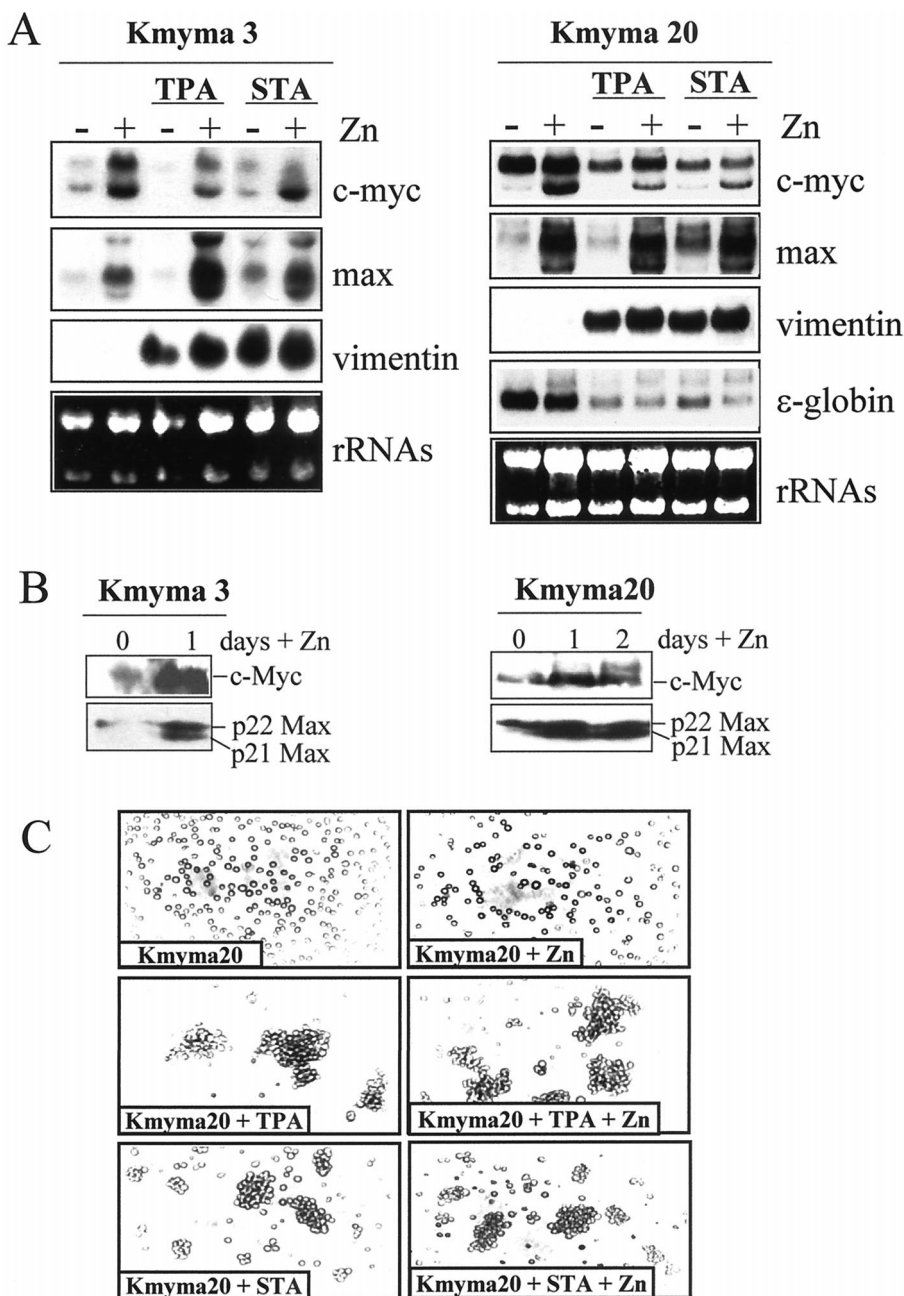 A
Kmyma 3
TPA STA
- + - + - + Zn
c-myc
max
vimentin
rRNAs
Kmyma 20
TPA STA
- + - + - + Zn
c-myc
max
vimentin
ε-globin
rRNAs
B
Kmyma 3
0 1 days + Zn
c-Myc
p22 Max
p21 Max
Kmyma20
0 1 2 days + Zn
c-Myc
p22 Max
p21 Max
C
Kmyma20
Kmyma20 + Zn
Kmyma20 + TPA
Kmyma20 + TPA + Zn
Kmyma20 + STA
Kmyma20 + STA + Zn